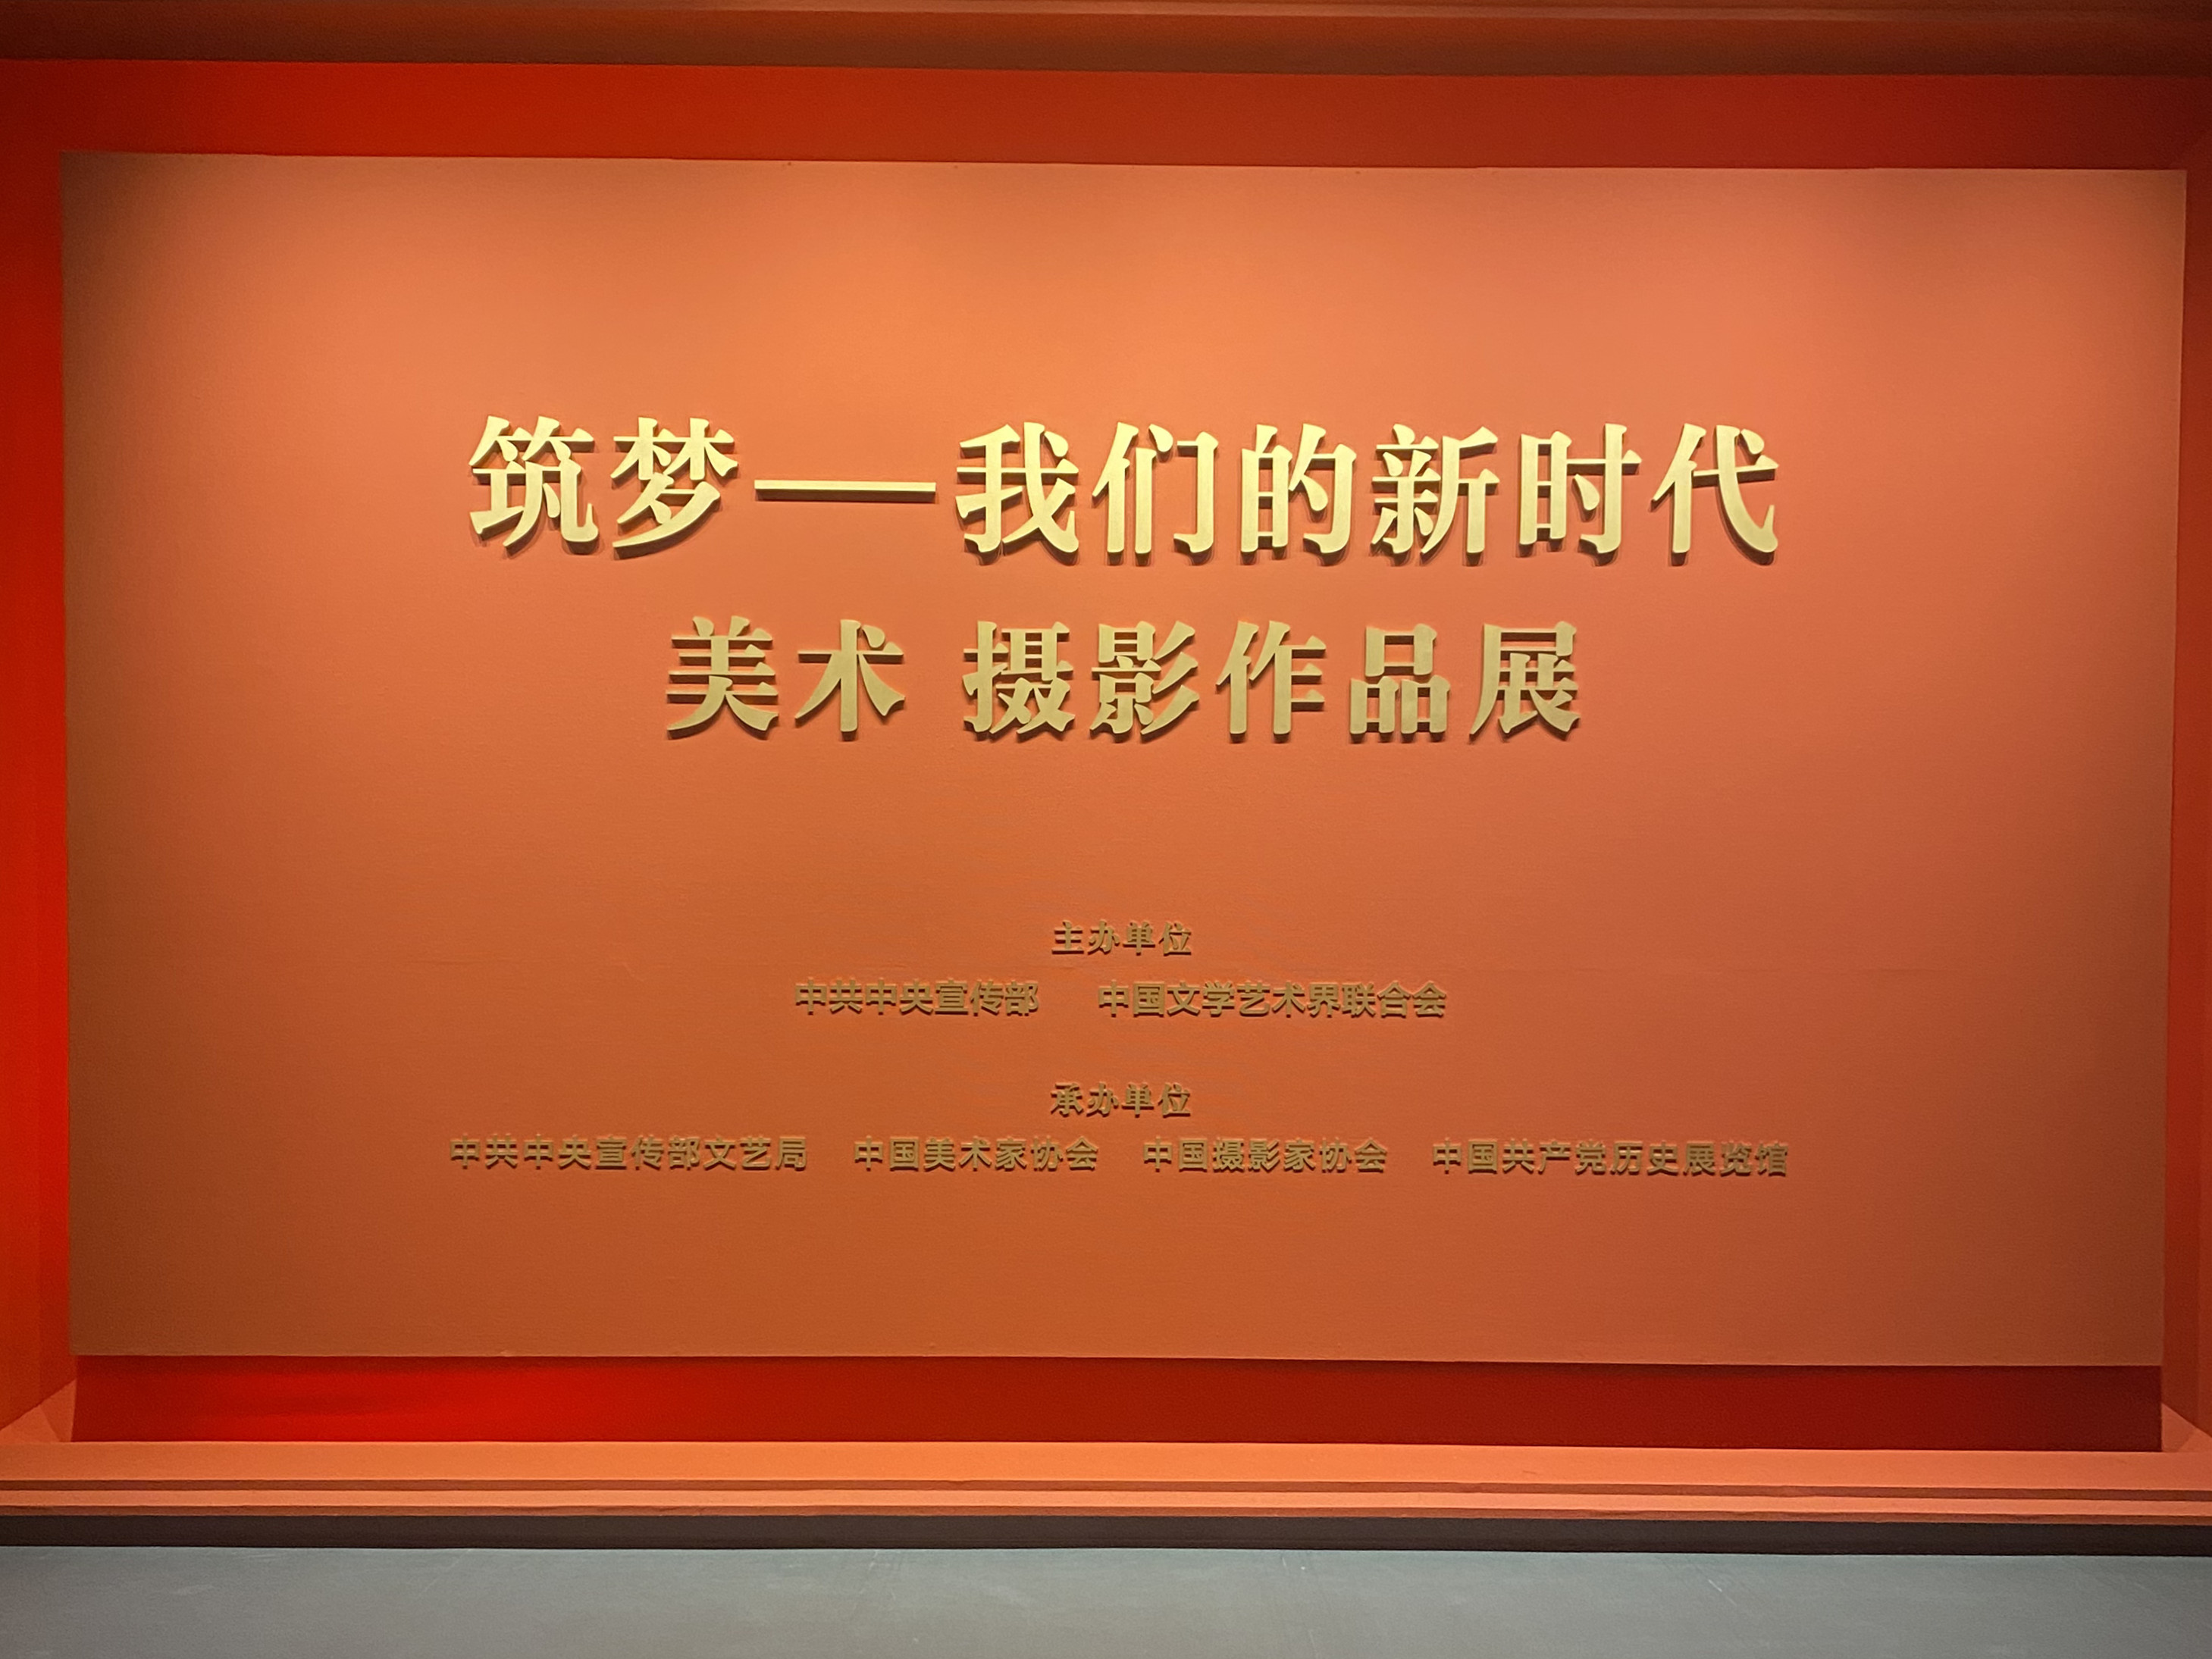 筑梦—我们的新时代
美术 摄影作品展
主办单位
中共中央宣传部 中国文学艺术界联合会
承办单位
中共中央宣传部文艺局 中国美术家协会 中国摄影家协会 中国共产党历史展览馆